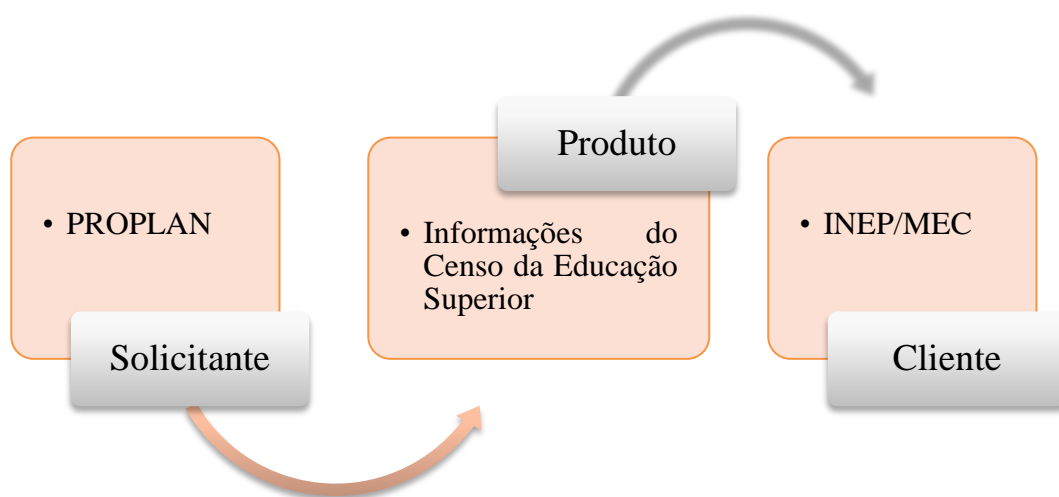 • PROPLAN
Solicitante
Produto
• Informações do
Censo da Educação
Superior
• INEP/MEC
Cliente